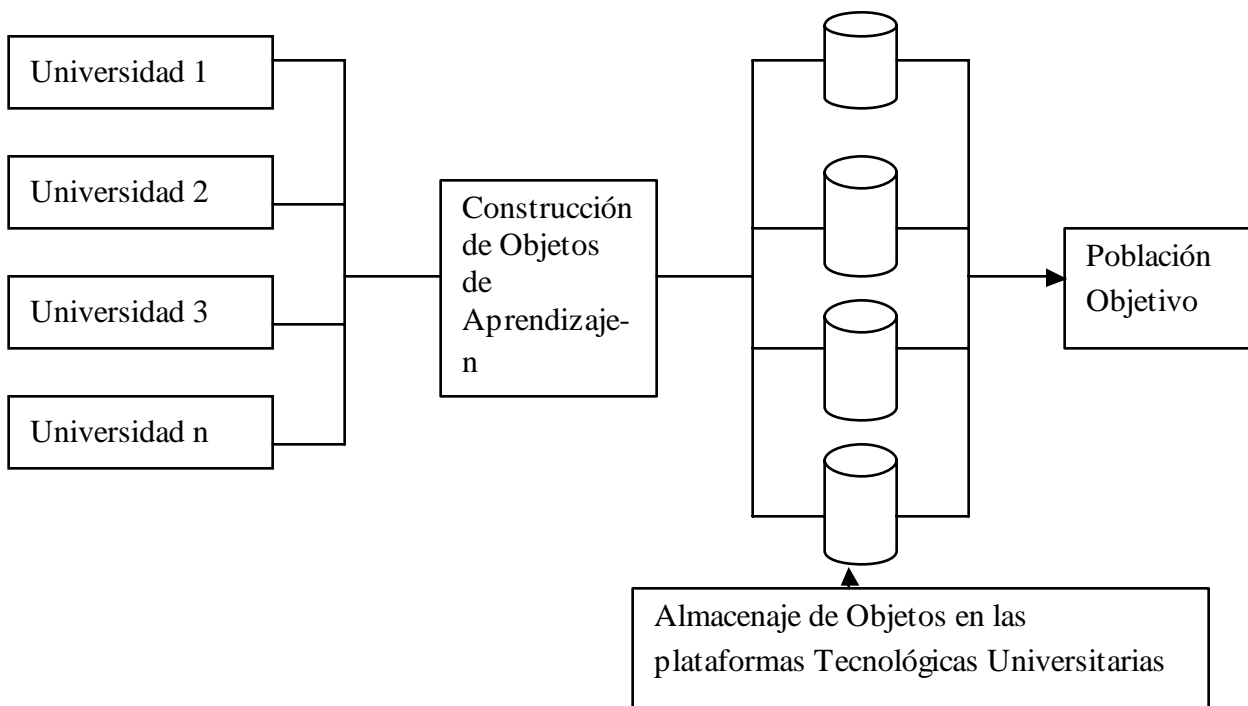 Universidad 1
Universidad 2
Universidad 3
Universidad n
Construcción
de Objetos
de
Aprendizaje-
n
Población
Objetivo
Almacenaje de Objetos en las
plataformas Tecnológicas Universitarias